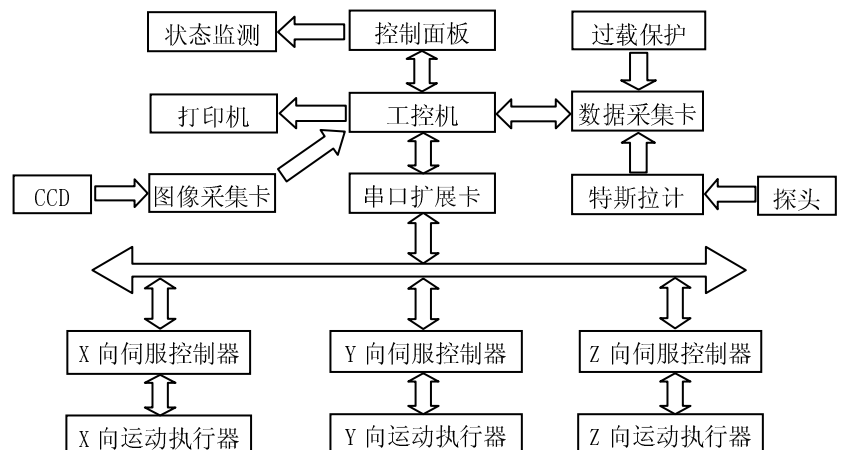 状态监测
控制面板
过载保护
打印机
工控机
数据采集卡
CCD
图像采集卡
串口扩展卡
特斯拉计
探头
X 向伺服控制器
Y 向伺服控制器
Z 向伺服控制器
X 向运动执行器
Y 向运动执行器
Z 向运动执行器